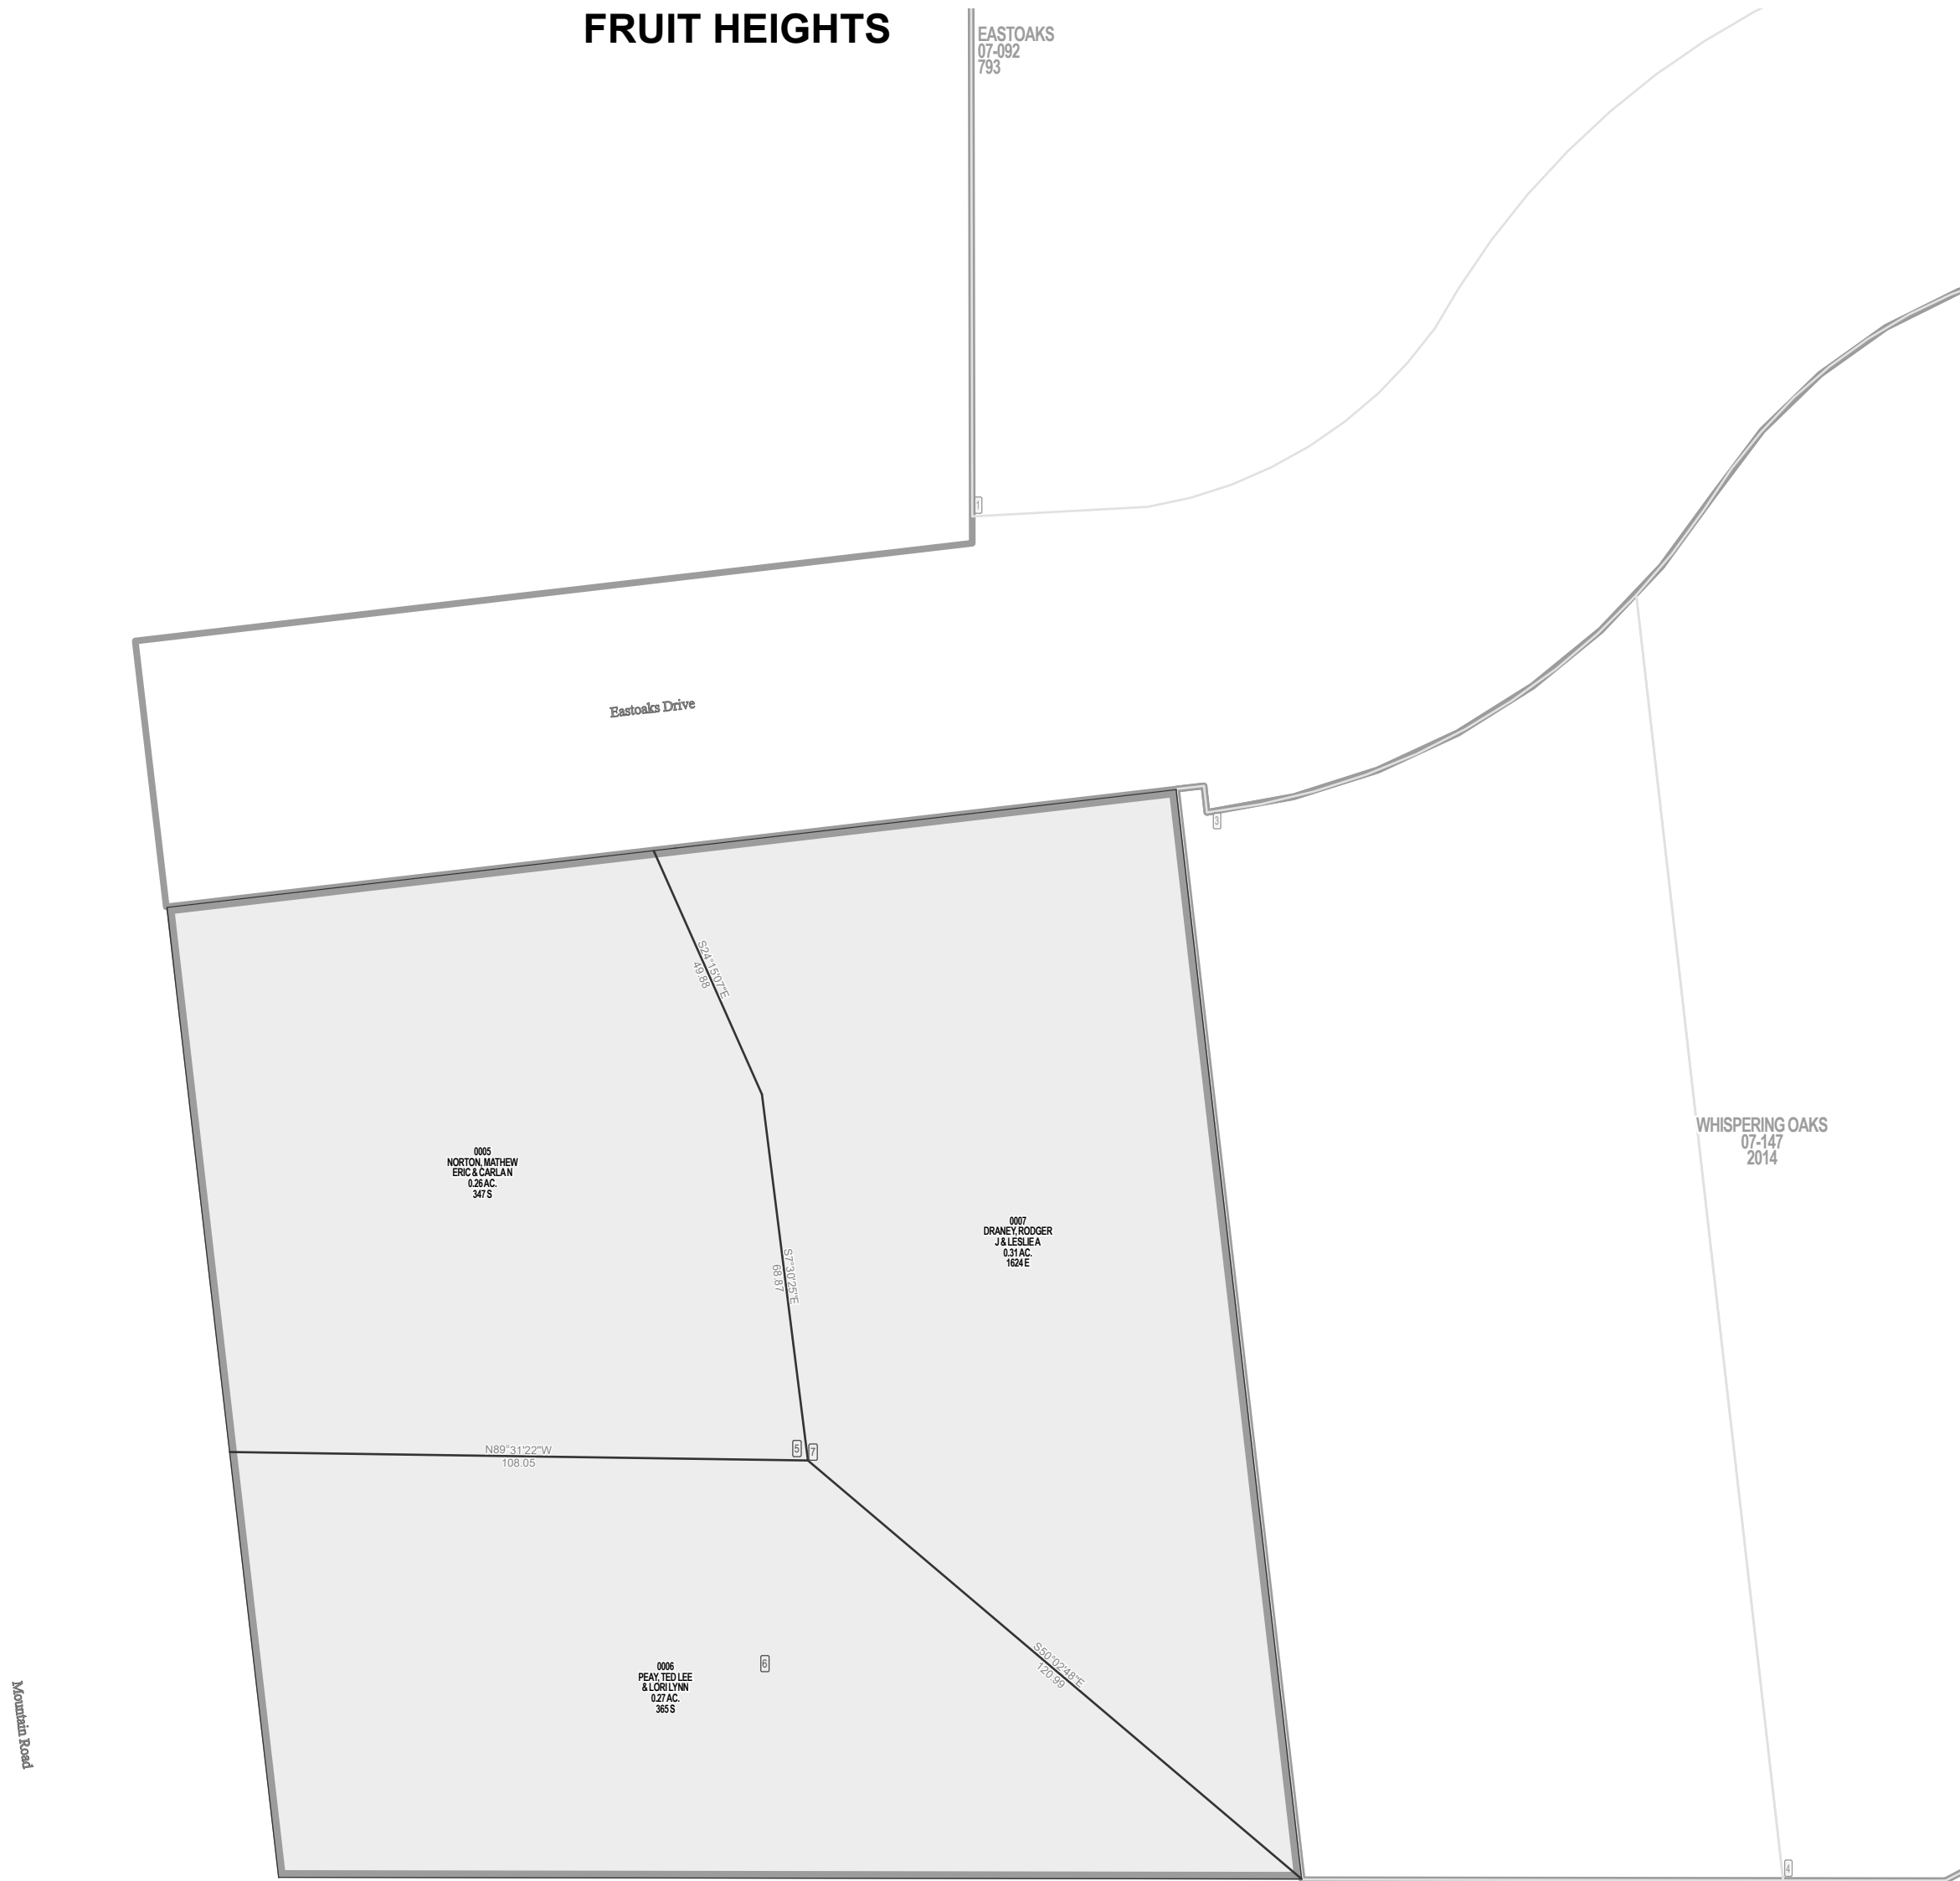 FRUIT HEIGHTS
EASTOAKS
07-092
793
1
Eastoaks Drive
3
S24°15'07"E
49.88
WHISPERING OAKS
07-147
2014
0005
NORTON, MATHEW
ERIC & CARLA N
0.26 AC.
347 S
0007
DRANEY, RODGER
J & LESLIE A
0.31 AC.
1624 E
S7°30'25"E
68.87
N89°31'22"W
108.05
5
7
0006
PEAY, TED LEE
& LORI LYNN
0.27 AC.
365 S
6
S50°02'48"E
120.99
Mountain Road
4